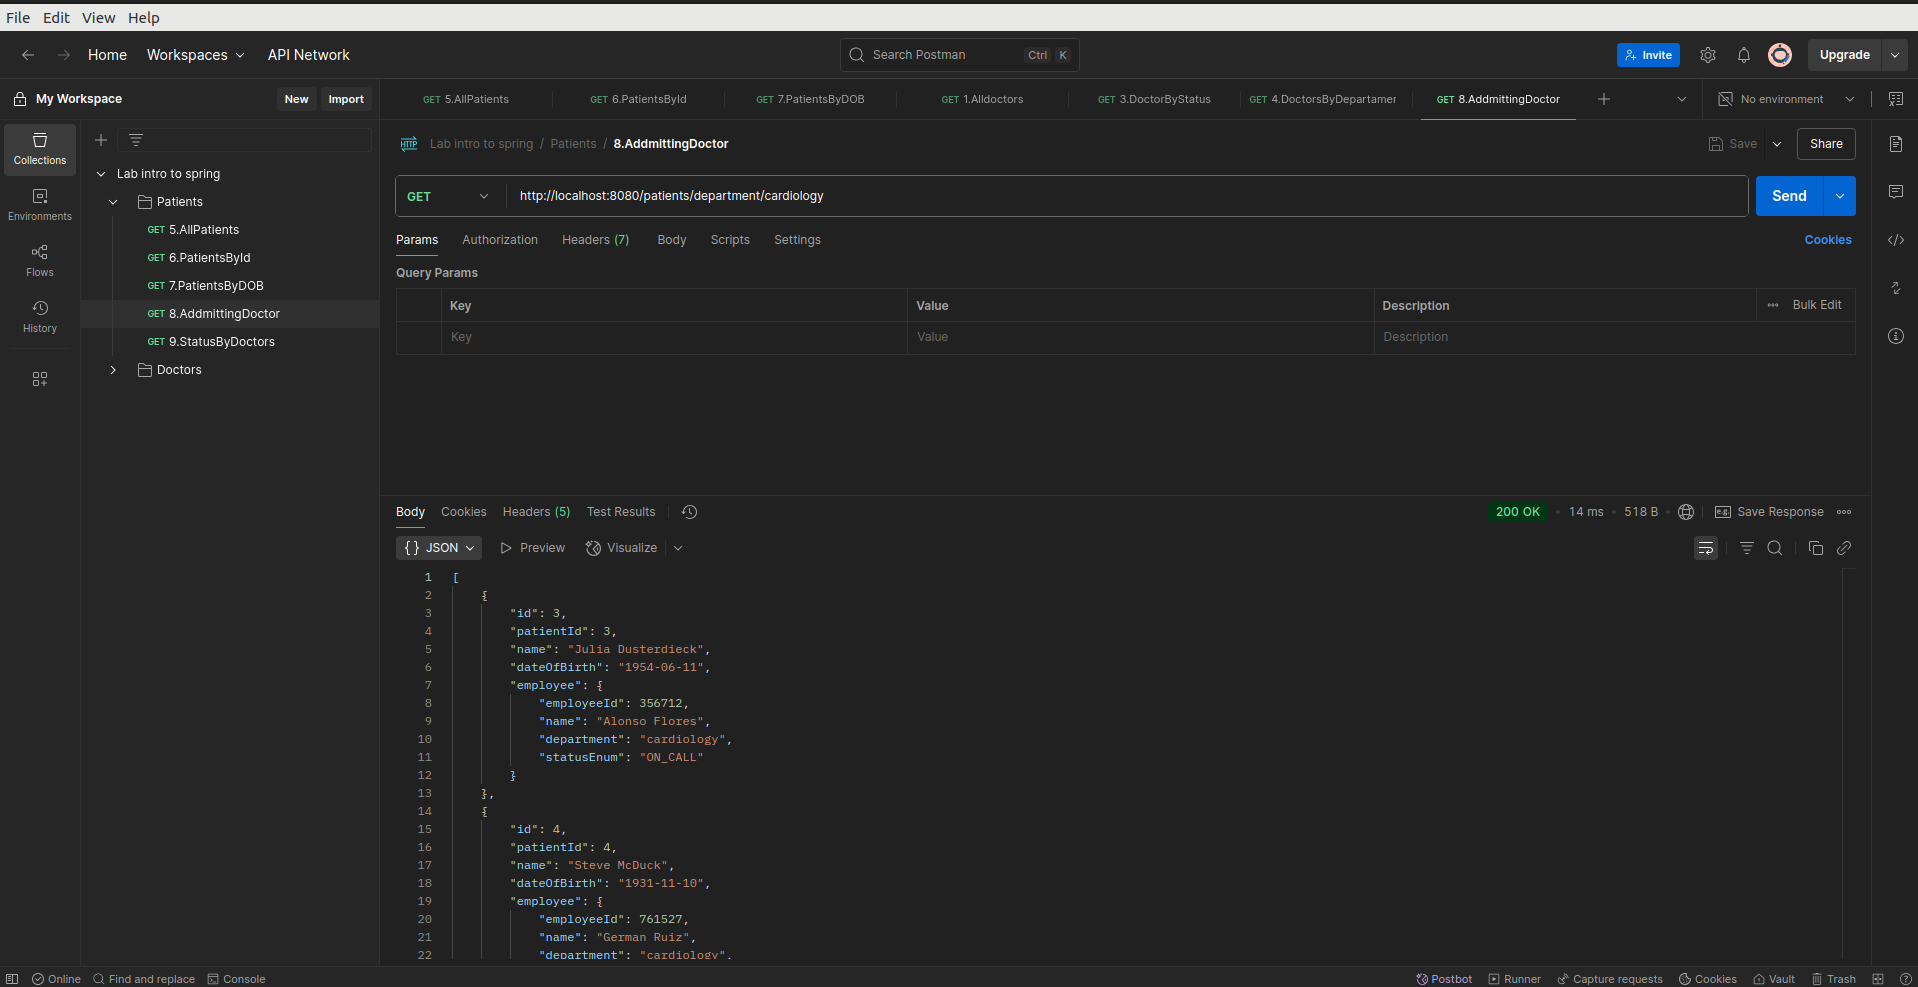 File Edit View Help
Home Workspaces API Network Search Postman Ctrl K Invite Upgrade
My Workspace New Import
GET 5.AllPatients GET 6.PatientsById GET 7.PatientsByDOB GET 1.Alldoctors GET 3.DoctorByStatus GET 4.DoctorsByDepartamer GET 8.AddmittingDoctor No environment
Collections
Environments
Flows
History
Lab intro to spring
Patients
GET 5.AllPatients
GET 6.PatientsById
GET 7.PatientsByDOB
GET 8.AddmittingDoctor
GET 9.StatusByDoctors
Doctors
HTTP Lab intro to spring / Patients / 8.AddmittingDoctor Save Share
GET http://localhost:8080/patients/department/cardiology Send
Params Authorization Headers (7) Body Scripts Settings Cookies
Query Params
Key Value Description Bulk Edit
Key Value Description
Body Cookies Headers (5) Test Results 200 OK 14 ms 518 B e.g. Save Response
{} JSON Preview Visualize
1 [
2 {
3 "id": 3,
4 "patientId": 3,
5 "name": "Julia Dusterdieck",
6 "dateOfBirth": "1954-06-11",
7 "employee": {
8 "employeeId": 356712,
9 "name": "Alonso Flores",
10 "department": "cardiology",
11 "statusEnum": "ON_CALL"
12 }
13 },
14 {
15 "id": 4,
16 "patientId": 4,
17 "name": "Steve McDuck",
18 "dateOfBirth": "1931-11-10",
19 "employee": {
20 "employeeId": 761527,
21 "name": "German Ruiz",
22 "department": "cardiology",
Online Find and replace Console Postbot Runner Capture requests Cookies Vault Trash